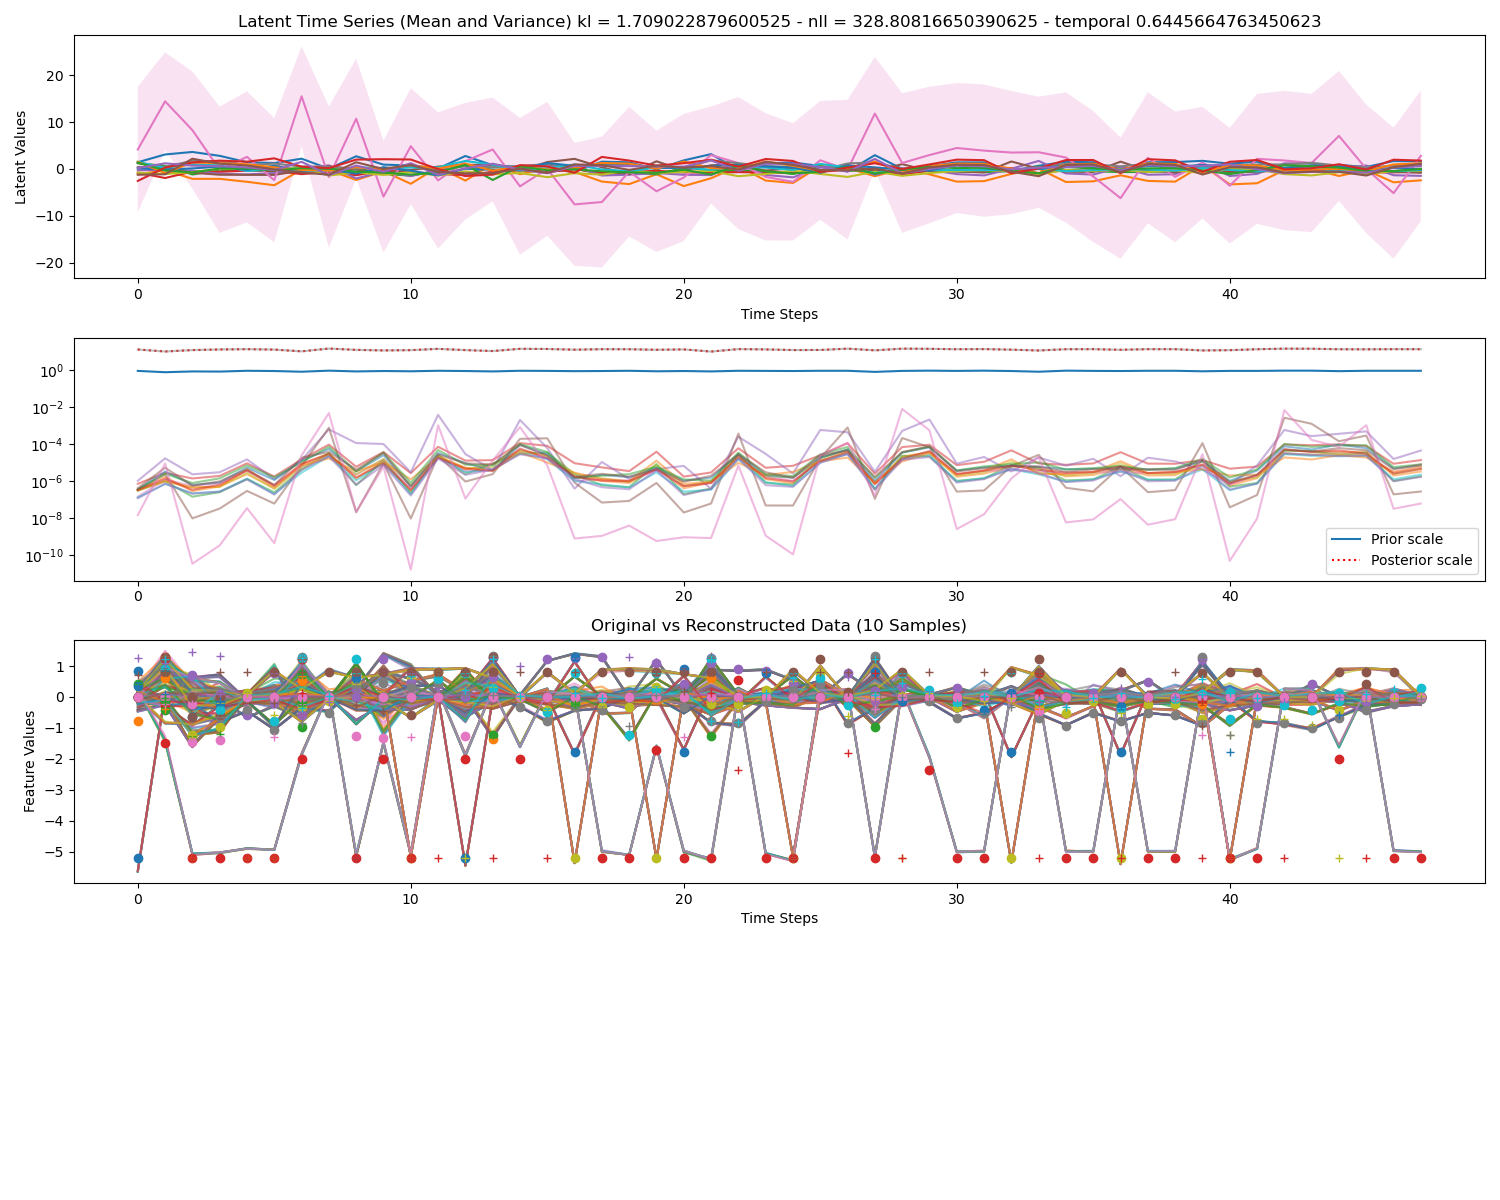 Latent Time Series (Mean and Variance) kl = 1.709022879600525 - nll = 328.80816650390625 - temporal 0.6445664763450623
Latent Values
20
10
0
−10
−20
0 10 20 30 40
Time Steps
10^0
10^−2
10^−4
10^−6
10^−8
10^−10
Prior scale
Posterior scale
0 10 20 30 40
Original vs Reconstructed Data (10 Samples)
Feature Values
1
0
−1
−2
−3
−4
−5
0 10 20 30 40
Time Steps